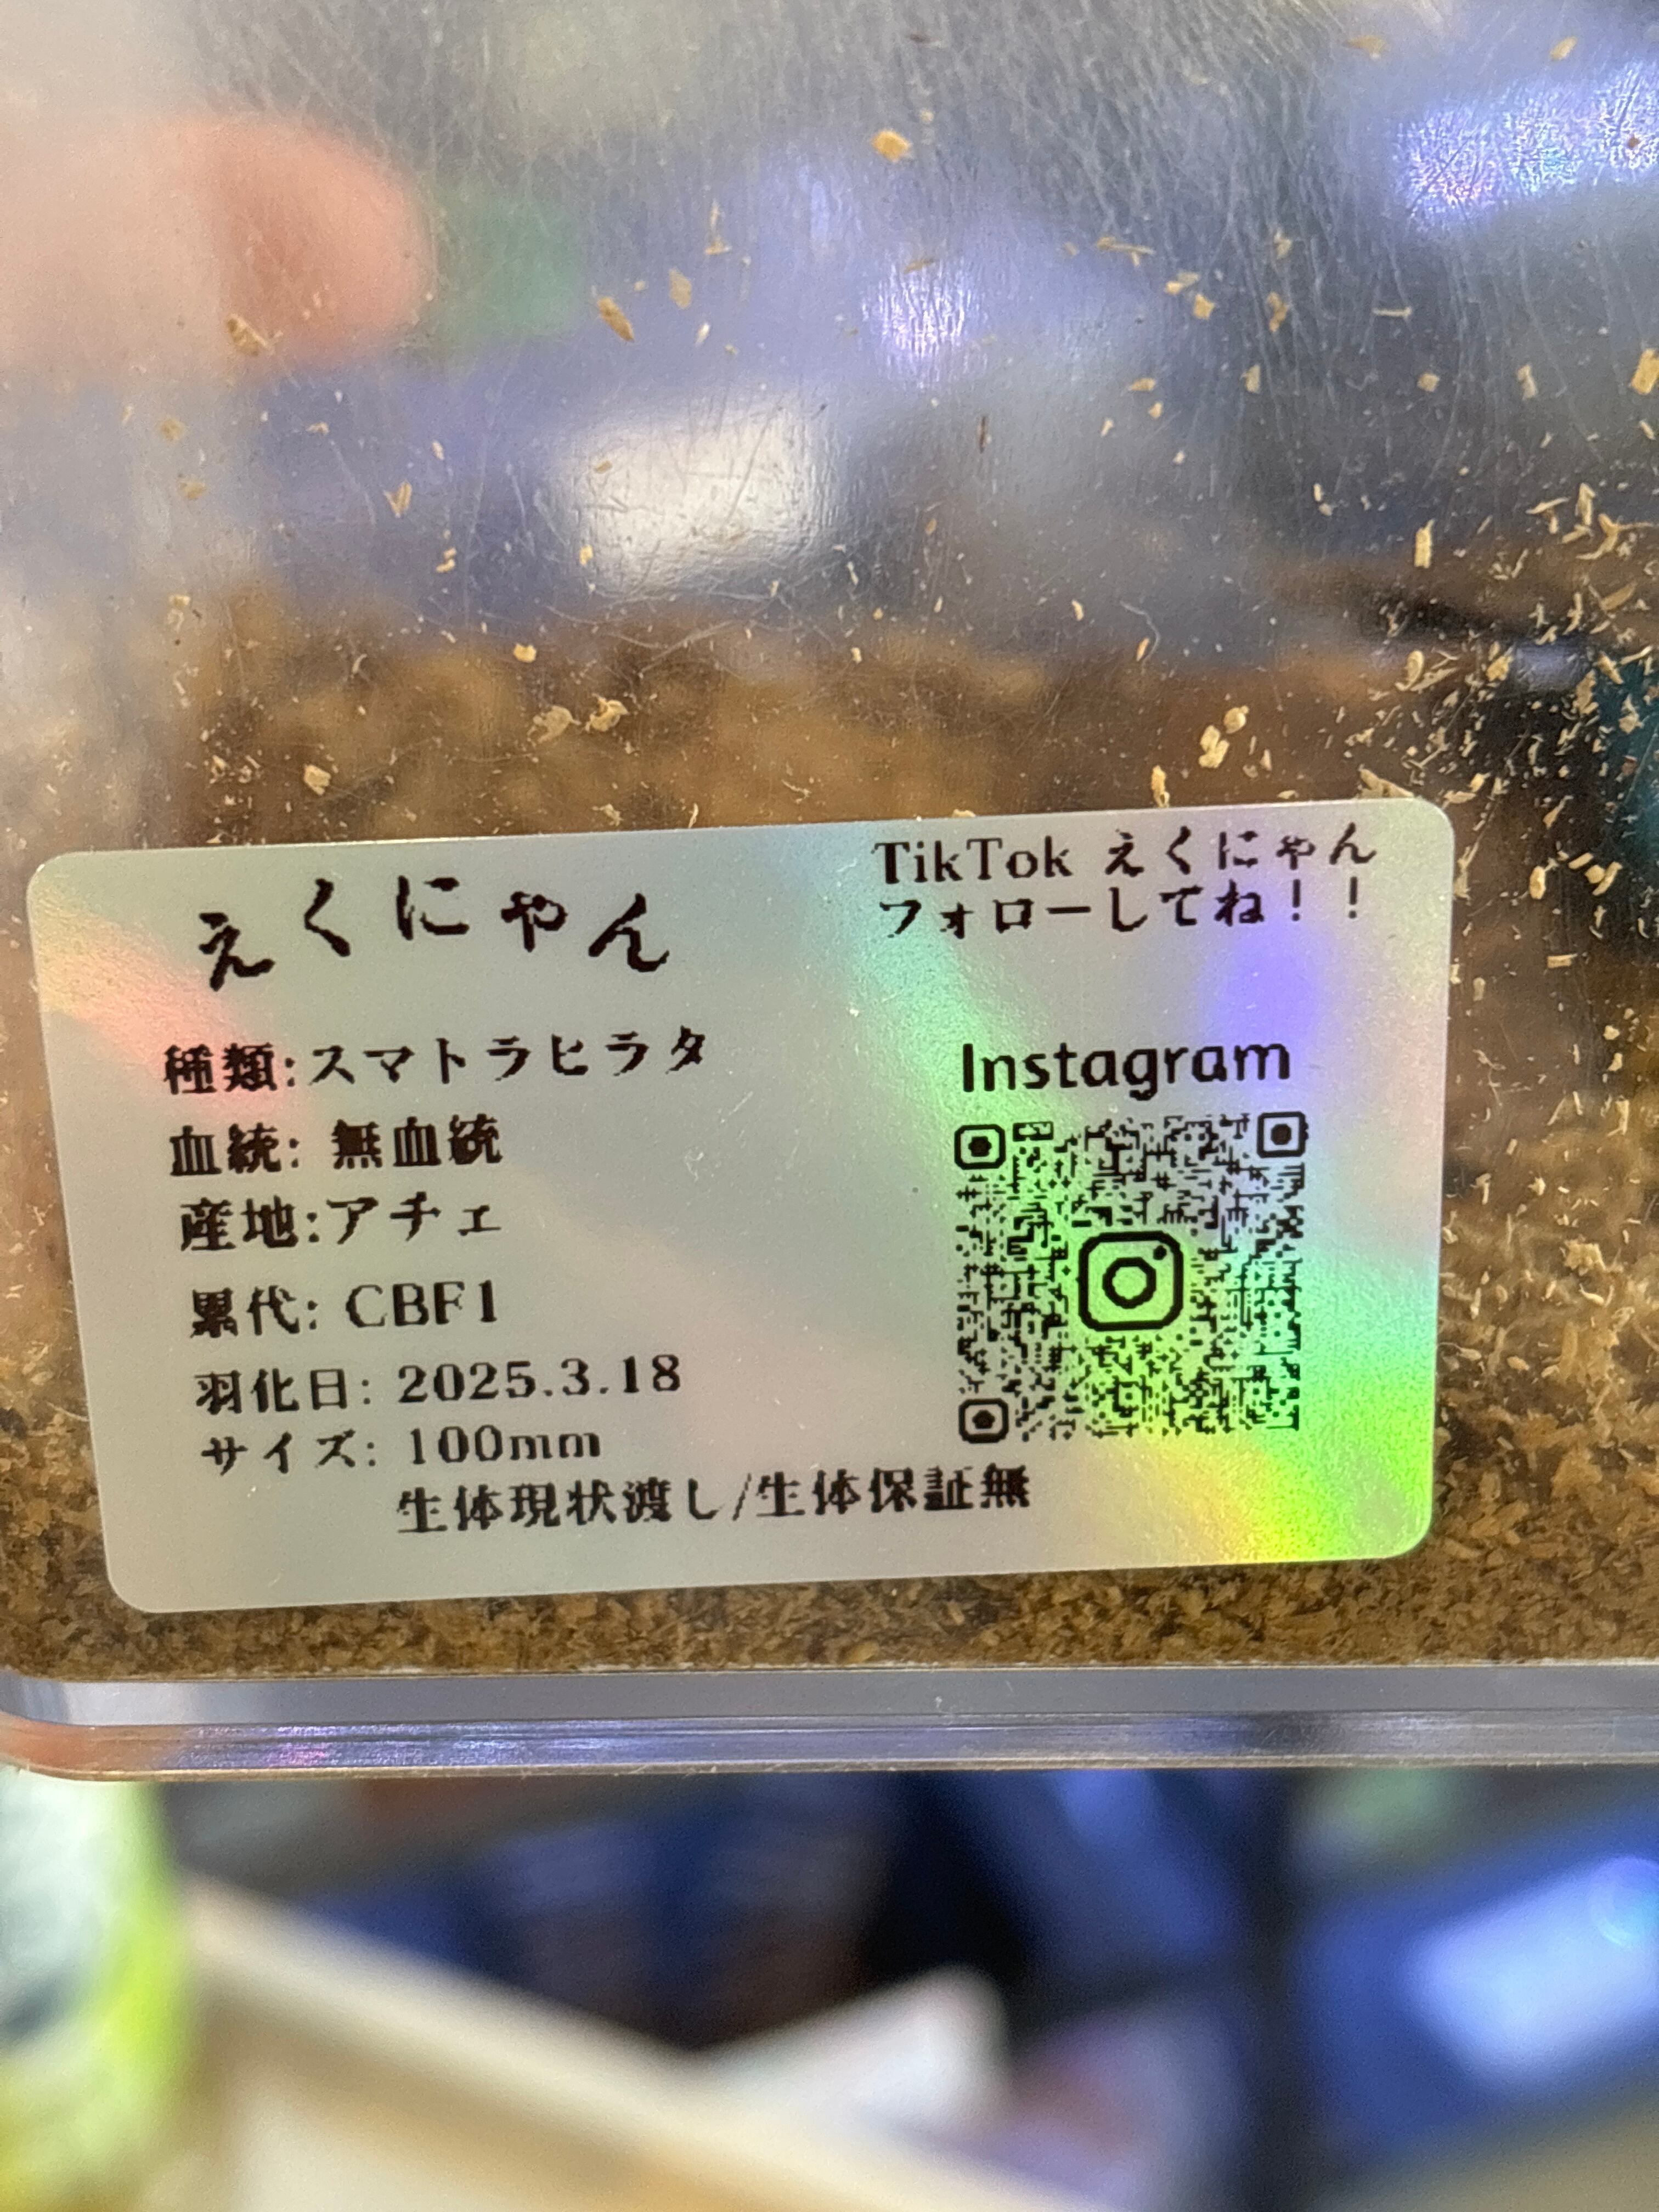 えくにゃん
TikTok えくにゃん
フォローしてね！！
種類:スマトラヒラタ
血統: 無血統
産地:アチェ
累代: CBF1
羽化日: 2025.3.18
サイズ: 100mm
生体現状渡し/生体保証無
Instagram